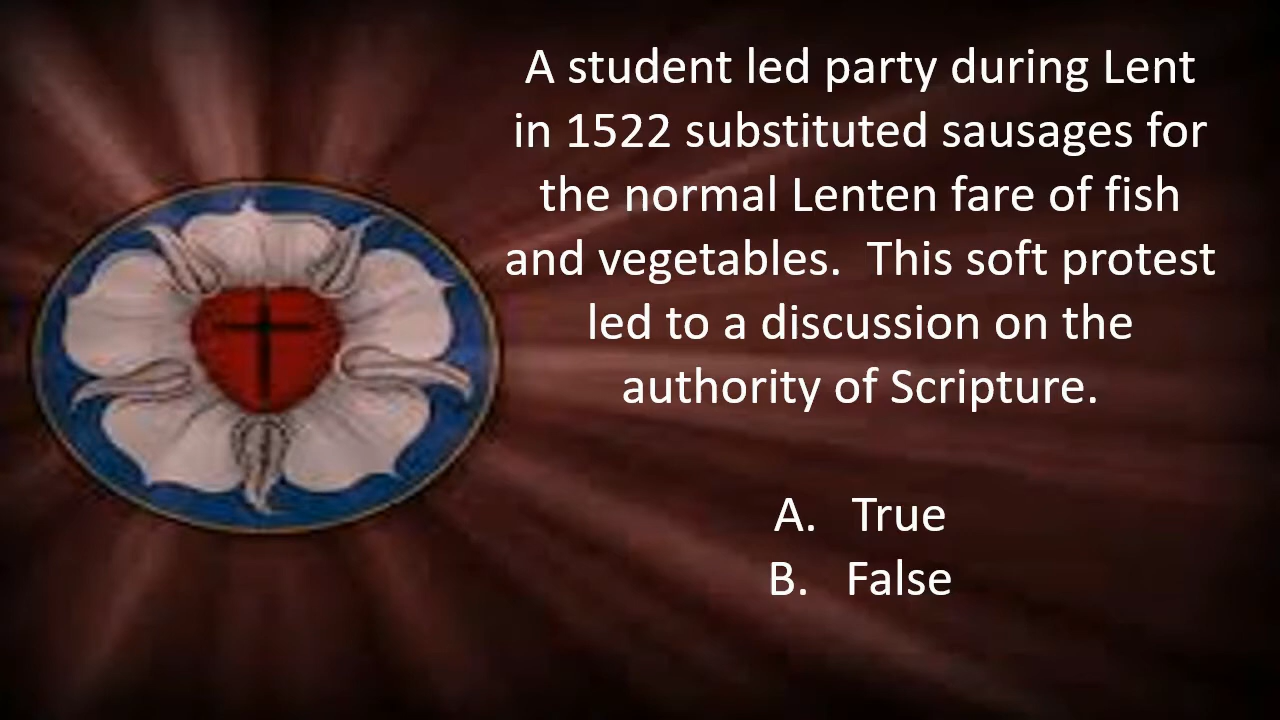 A student led party during Lent
in 1522 substituted sausages for
the normal Lenten fare of fish
and vegetables.  This soft protest
led to a discussion on the
authority of Scripture.
A.   True
B.   False